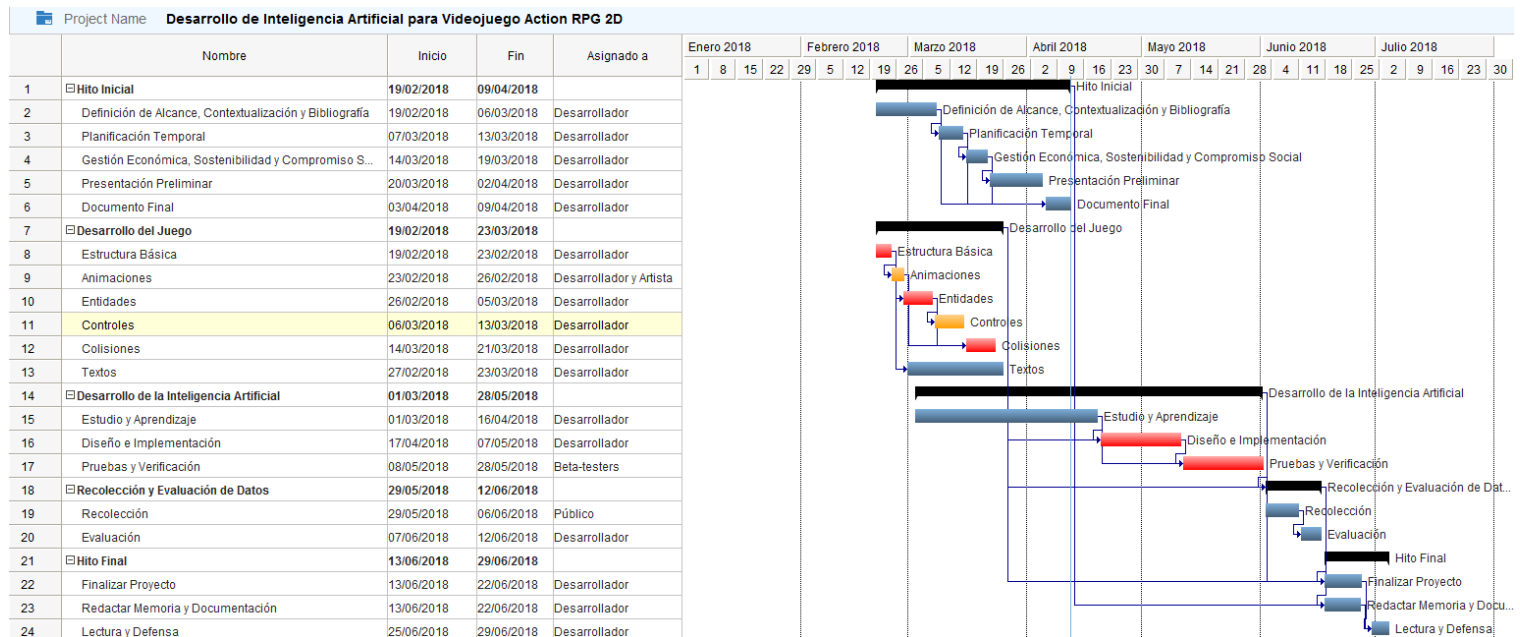 Project Name Desarrollo de Inteligencia Artificial para Videojuego Action RPG 2D
Nombre Inicio Fin Asignado a
Enero 2018 Febrero 2018 Marzo 2018 Abril 2018 Mayo 2018 Junio 2018 Julio 2018
1 8 15 22 29 5 12 19 26 5 12 19 26 2 9 16 23 30 7 14 21 28 4 11 18 25 2 9 16 23 30
1 Hito Inicial 19/02/2018 09/04/2018 Hito Inicial
2 Definición de Alcance, Contextualización y Bibliografía 19/02/2018 06/03/2018 Desarrollador Definición de Alcance, Contextualización y Bibliografía
3 Planificación Temporal 07/03/2018 13/03/2018 Desarrollador Planificación Temporal
4 Gestión Económica, Sostenibilidad y Compromiso S... 14/03/2018 19/03/2018 Desarrollador Gestión Económica, Sostenibilidad y Compromiso Social
5 Presentación Preliminar 20/03/2018 02/04/2018 Desarrollador Presentación Preliminar
6 Documento Final 03/04/2018 09/04/2018 Desarrollador Documento Final
7 Desarrollo del Juego 19/02/2018 23/03/2018 Desarrollo del Juego
8 Estructura Básica 19/02/2018 23/02/2018 Desarrollador Estructura Básica
9 Animaciones 23/02/2018 26/02/2018 Desarrollador y Artista Animaciones
10 Entidades 26/02/2018 05/03/2018 Desarrollador Entidades
11 Controles 06/03/2018 13/03/2018 Desarrollador Controles
12 Colisiones 14/03/2018 21/03/2018 Desarrollador Colisiones
13 Textos 27/02/2018 23/03/2018 Desarrollador Textos
14 Desarrollo de la Inteligencia Artificial 01/03/2018 28/05/2018 Desarrollo de la Inteligencia Artificial
15 Estudio y Aprendizaje 01/03/2018 16/04/2018 Desarrollador Estudio y Aprendizaje
16 Diseño e Implementación 17/04/2018 07/05/2018 Desarrollador Diseño e Implementación
17 Pruebas y Verificación 08/05/2018 28/05/2018 Beta-testers Pruebas y Verificación
18 Recolección y Evaluación de Datos 29/05/2018 12/06/2018 Recolección y Evaluación de Dat...
19 Recolección 29/05/2018 06/06/2018 Público Recolección
20 Evaluación 07/06/2018 12/06/2018 Desarrollador Evaluación
21 Hito Final 13/06/2018 29/06/2018 Hito Final
22 Finalizar Proyecto 13/06/2018 22/06/2018 Desarrollador Finalizar Proyecto
23 Redactar Memoria y Documentación 13/06/2018 22/06/2018 Desarrollador Redactar Memoria y Docu...
24 Lectura y Defensa 25/06/2018 29/06/2018 Desarrollador Lectura y Defensa